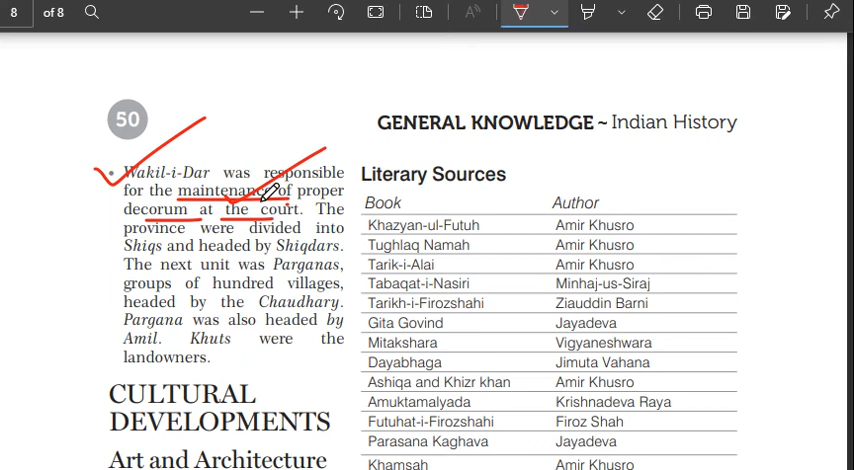 8 of 8
50
GENERAL KNOWLEDGE ~ Indian History
• Wakil-i-Dar was responsible
for the maintenance of proper
decorum at the court. The
province were divided into
Shiqs and headed by Shiqdars.
The next unit was Parganas,
groups of hundred villages,
headed by the Chaudhary.
Pargana was also headed by
Amil. Khuts were the
landowners.
CULTURAL
DEVELOPMENTS
Art and Architecture
Literary Sources
Book Author
Khazyan-ul-Futuh Amir Khusro
Tughlaq Namah Amir Khusro
Tarik-i-Alai Amir Khusro
Tabaqat-i-Nasiri Minhaj-us-Siraj
Tarikh-i-Firozshahi Ziauddin Barni
Gita Govind Jayadeva
Mitakshara Vigyaneshwara
Dayabhaga Jimuta Vahana
Ashiqa and Khizr khan Amir Khusro
Amuktamalyada Krishnadeva Raya
Futuhat-i-Firozshahi Firoz Shah
Parasana Kaghava Jayadeva
Khamsah Amir Khusro